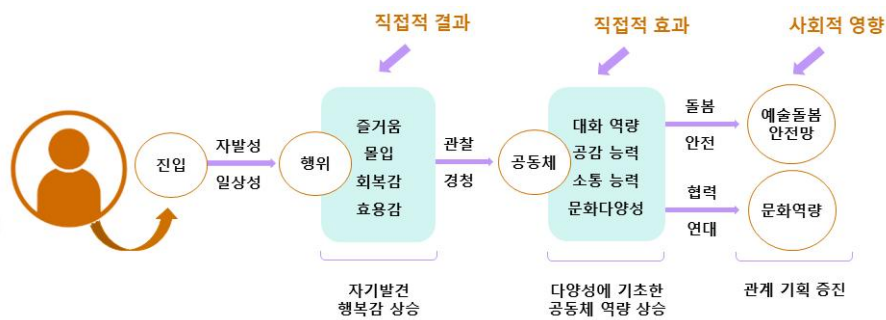 직접적 결과
직접적 효과
사회적 영향
진입
자발성
일상성
행위
즐거움
몰입
회복감
효용감
관찰
경청
공동체
대화 역량
공감 능력
소통 능력
문화다양성
돌봄
안전
예술돌봄
안전망
협력
연대
문화역량
자기발견
행복감 상승
다양성에 기초한
공동체 역량 상승
관계 기획 증진